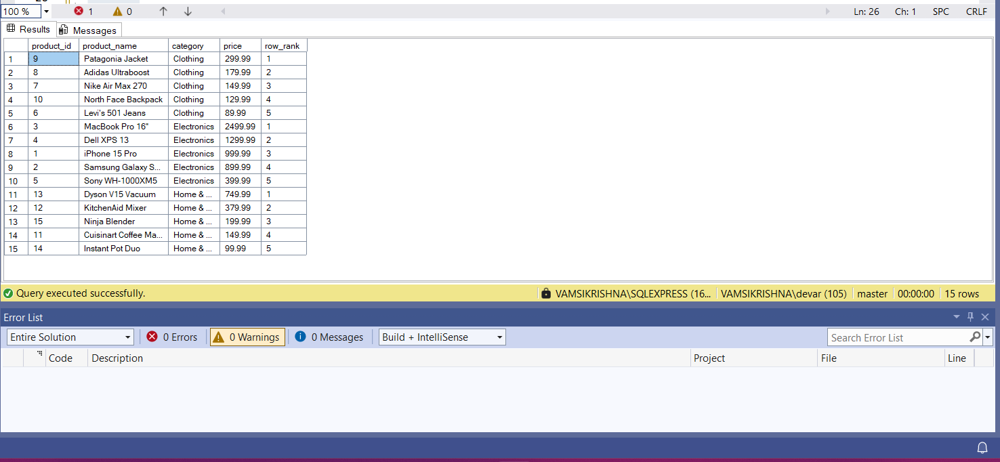 100 % 1 0 Ln: 26 Ch: 1 SPC CRLF
Results Messages
product_id product_name category price row_rank
1 9 Patagonia Jacket Clothing 299.99 1
2 8 Adidas Ultraboost Clothing 179.99 2
3 7 Nike Air Max 270 Clothing 149.99 3
4 10 North Face Backpack Clothing 129.99 4
5 6 Levi's 501 Jeans Clothing 89.99 5
6 3 MacBook Pro 16" Electronics 2499.99 1
7 4 Dell XPS 13 Electronics 1299.99 2
8 1 iPhone 15 Pro Electronics 999.99 3
9 2 Samsung Galaxy S... Electronics 899.99 4
10 5 Sony WH-1000XM5 Electronics 399.99 5
11 13 Dyson V15 Vacuum Home & ... 749.99 1
12 12 KitchenAid Mixer Home & ... 379.99 2
13 15 Ninja Blender Home & ... 199.99 3
14 11 Cuisinart Coffee Ma... Home & ... 149.99 4
15 14 Instant Pot Duo Home & ... 99.99 5
Query executed successfully. VAMSIKRISHNA\SQLEXPRESS (16... VAMSIKRISHNA\devar (105) master 00:00:00 15 rows
Error List
Entire Solution 0 Errors 0 Warnings 0 Messages Build + IntelliSense Search Error List
Code Description Project File Line